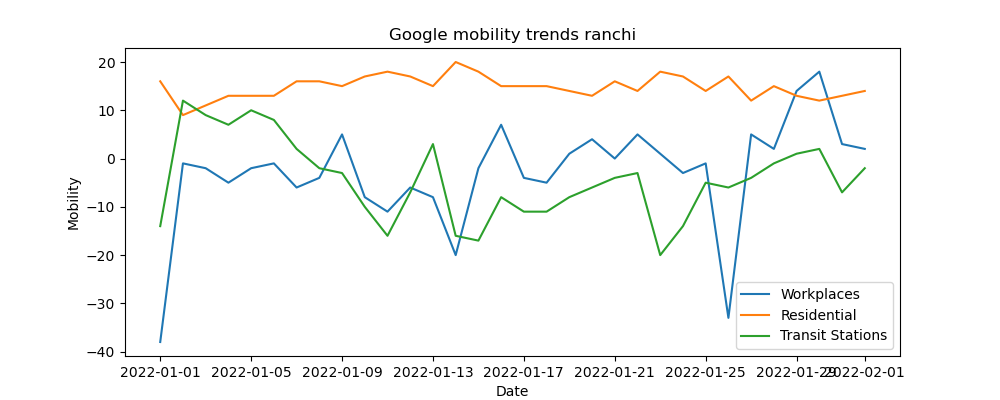 Google mobility trends ranchi
20
10
0
−10
−20
−30
−40
Mobility
Workplaces
Residential
Transit Stations
2022-01-01 2022-01-05 2022-01-09 2022-01-13 2022-01-17 2022-01-21 2022-01-25 2022-01-29 2022-02-01
Date